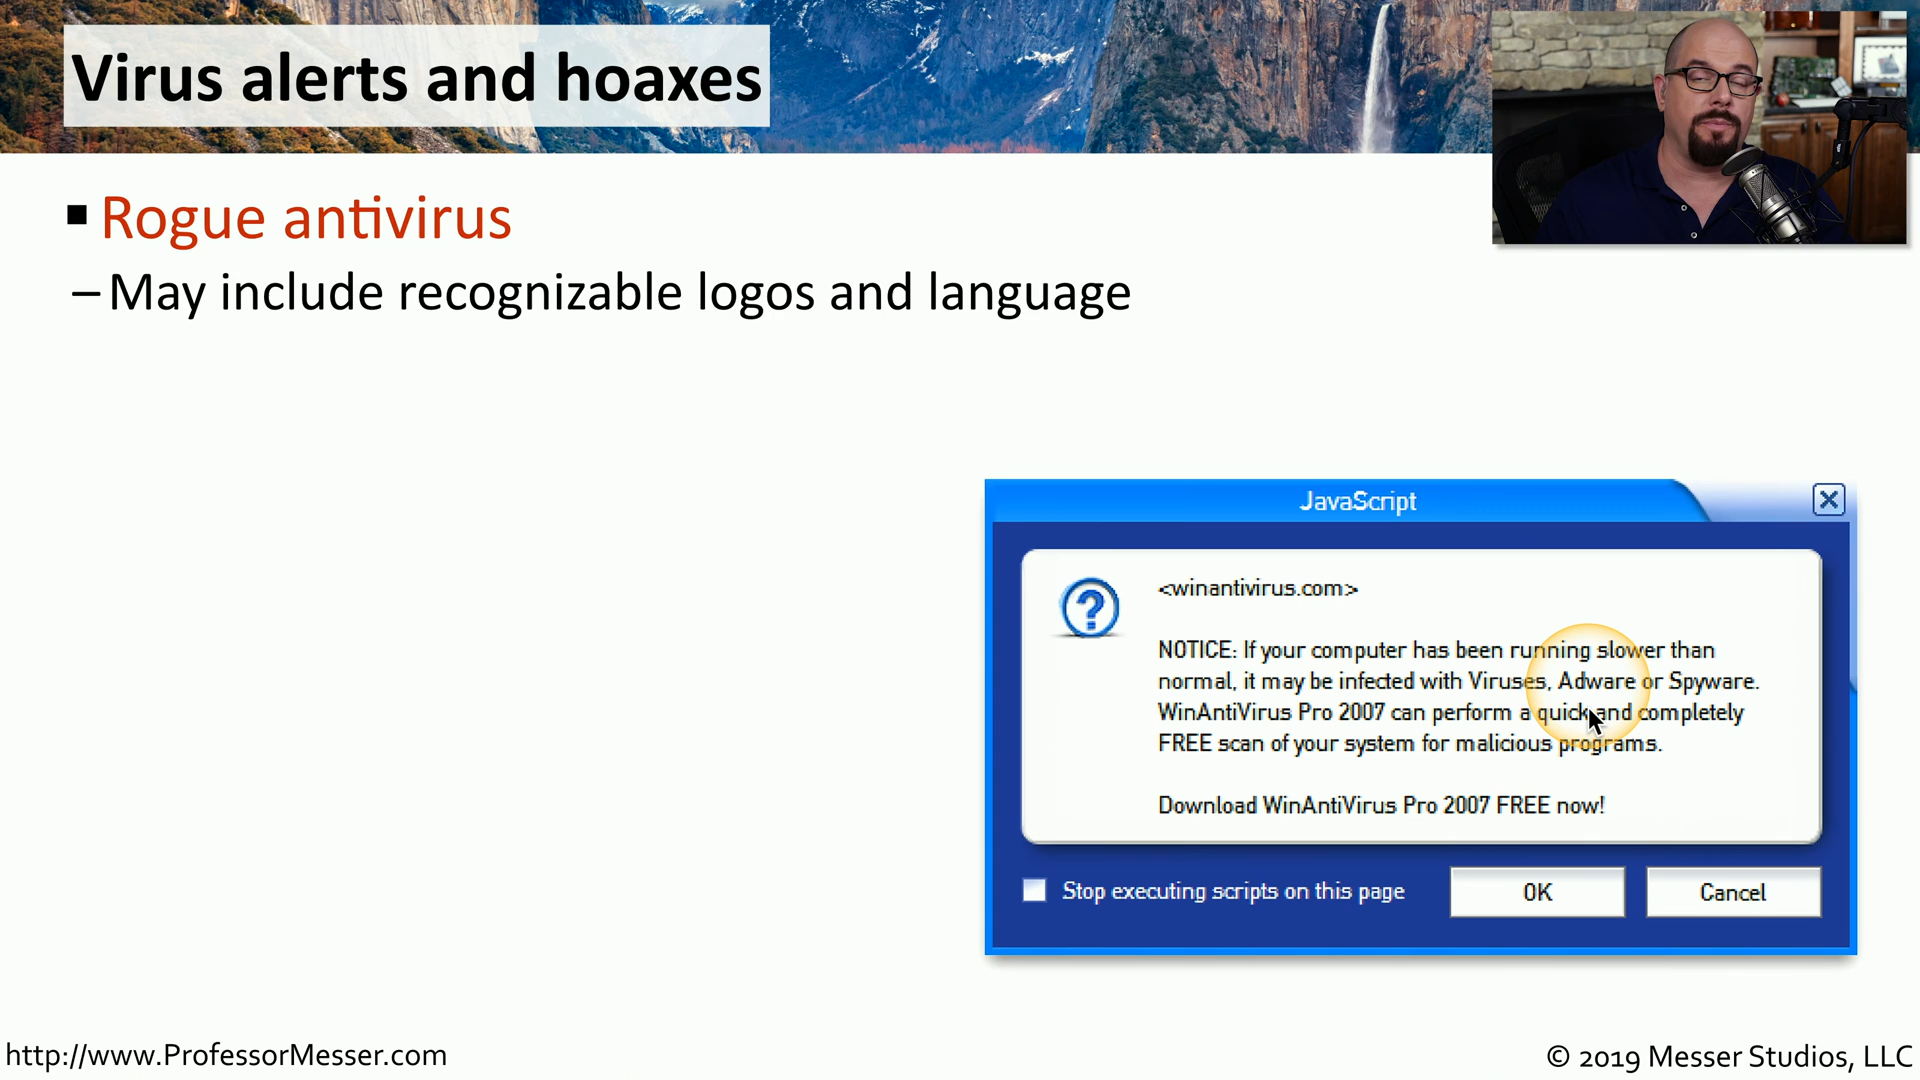 Virus alerts and hoaxes
▪ Rogue antivirus
– May include recognizable logos and language
JavaScript
<winantivirus.com>
NOTICE: If your computer has been running slower than
normal, it may be infected with Viruses, Adware or Spyware.
WinAntiVirus Pro 2007 can perform a quick and completely
FREE scan of your system for malicious programs.
Download WinAntiVirus Pro 2007 FREE now!
Stop executing scripts on this page
OK
Cancel
http://www.ProfessorMesser.com
© 2019 Messer Studios, LLC